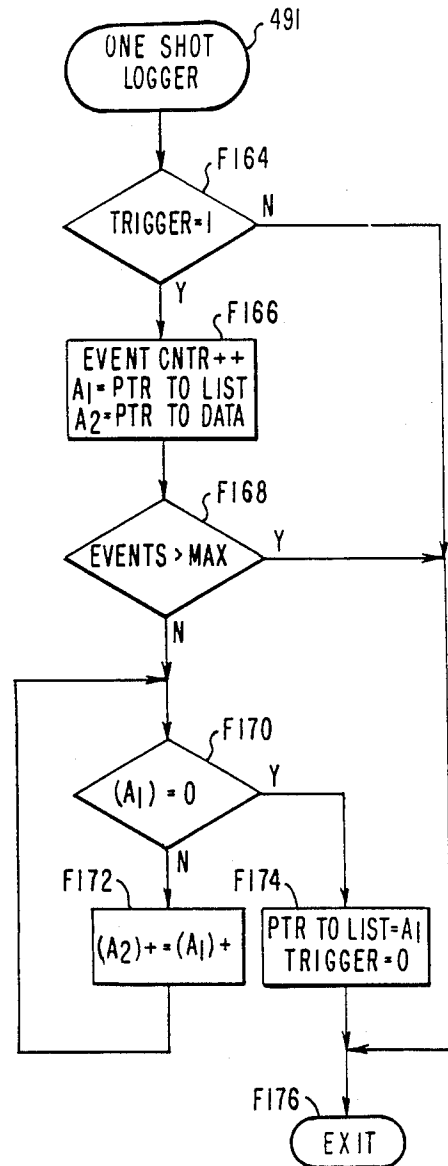 491
ONE SHOT
LOGGER
F164
TRIGGER=1
N
Y
F166
EVENT CNTR++
A1=PTR TO LIST
A2=PTR TO DATA
F168
EVENTS>MAX
Y
N
F170
(A1)=0
Y
N
F172
(A2)+=(A1)+
F174
PTR TO LIST=A1
TRIGGER=0
F176
EXIT